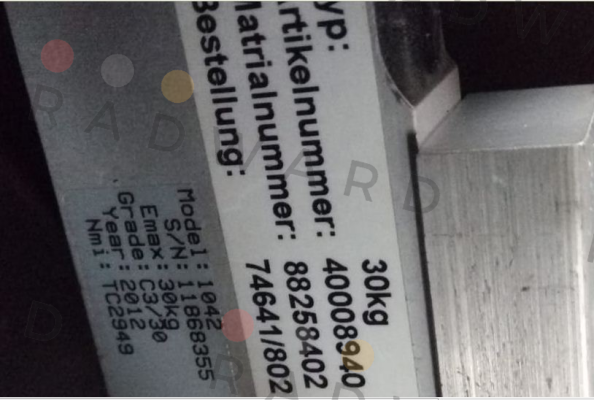 yp: 30kg
rtikelnummer: 40008940
atrialnummer: 88258402
Bestellung: 74641/802
Model: 1042
S/N: 11868355
Emax: 30kg
Grade: C3/30
Year: 2012
Nmi: TC2949
RADWARD